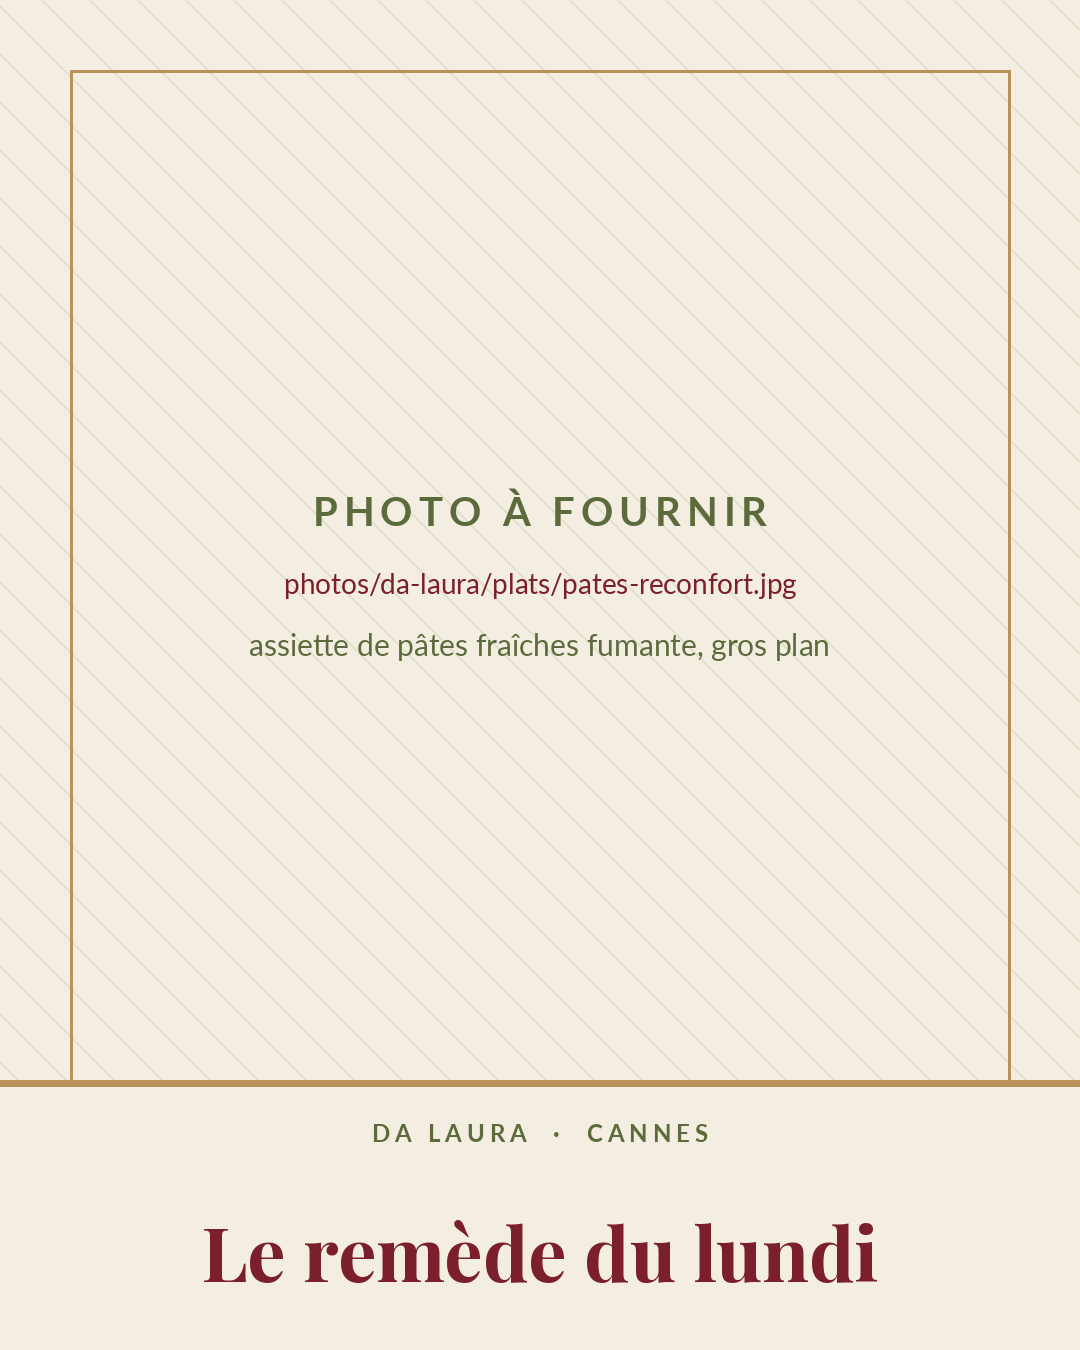 PHOTO À FOURNIR
photos/da-laura/plats/pates-reconfort.jpg
assiette de pâtes fraîches fumante, gros plan
DA LAURA · CANNES
Le remède du lundi